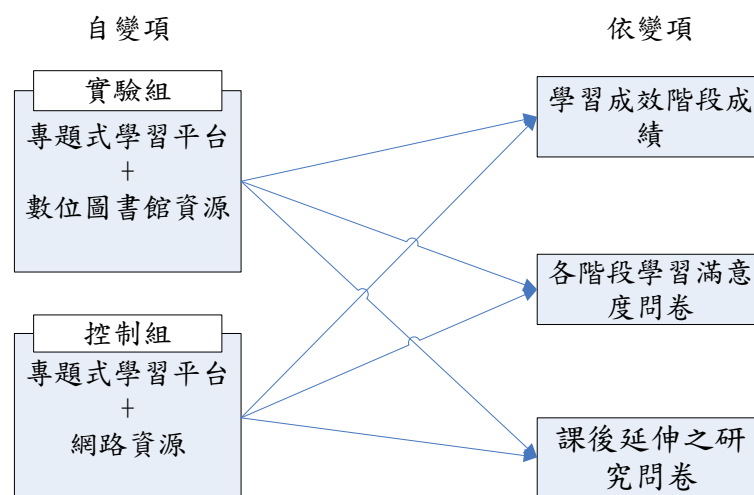 自變項
依變項
實驗組
專題式學習平台
+
數位圖書館資源
控制組
專題式學習平台
+
網路資源
學習成效階段成
績
各階段學習滿意
度問卷
課後延伸之研
究問卷